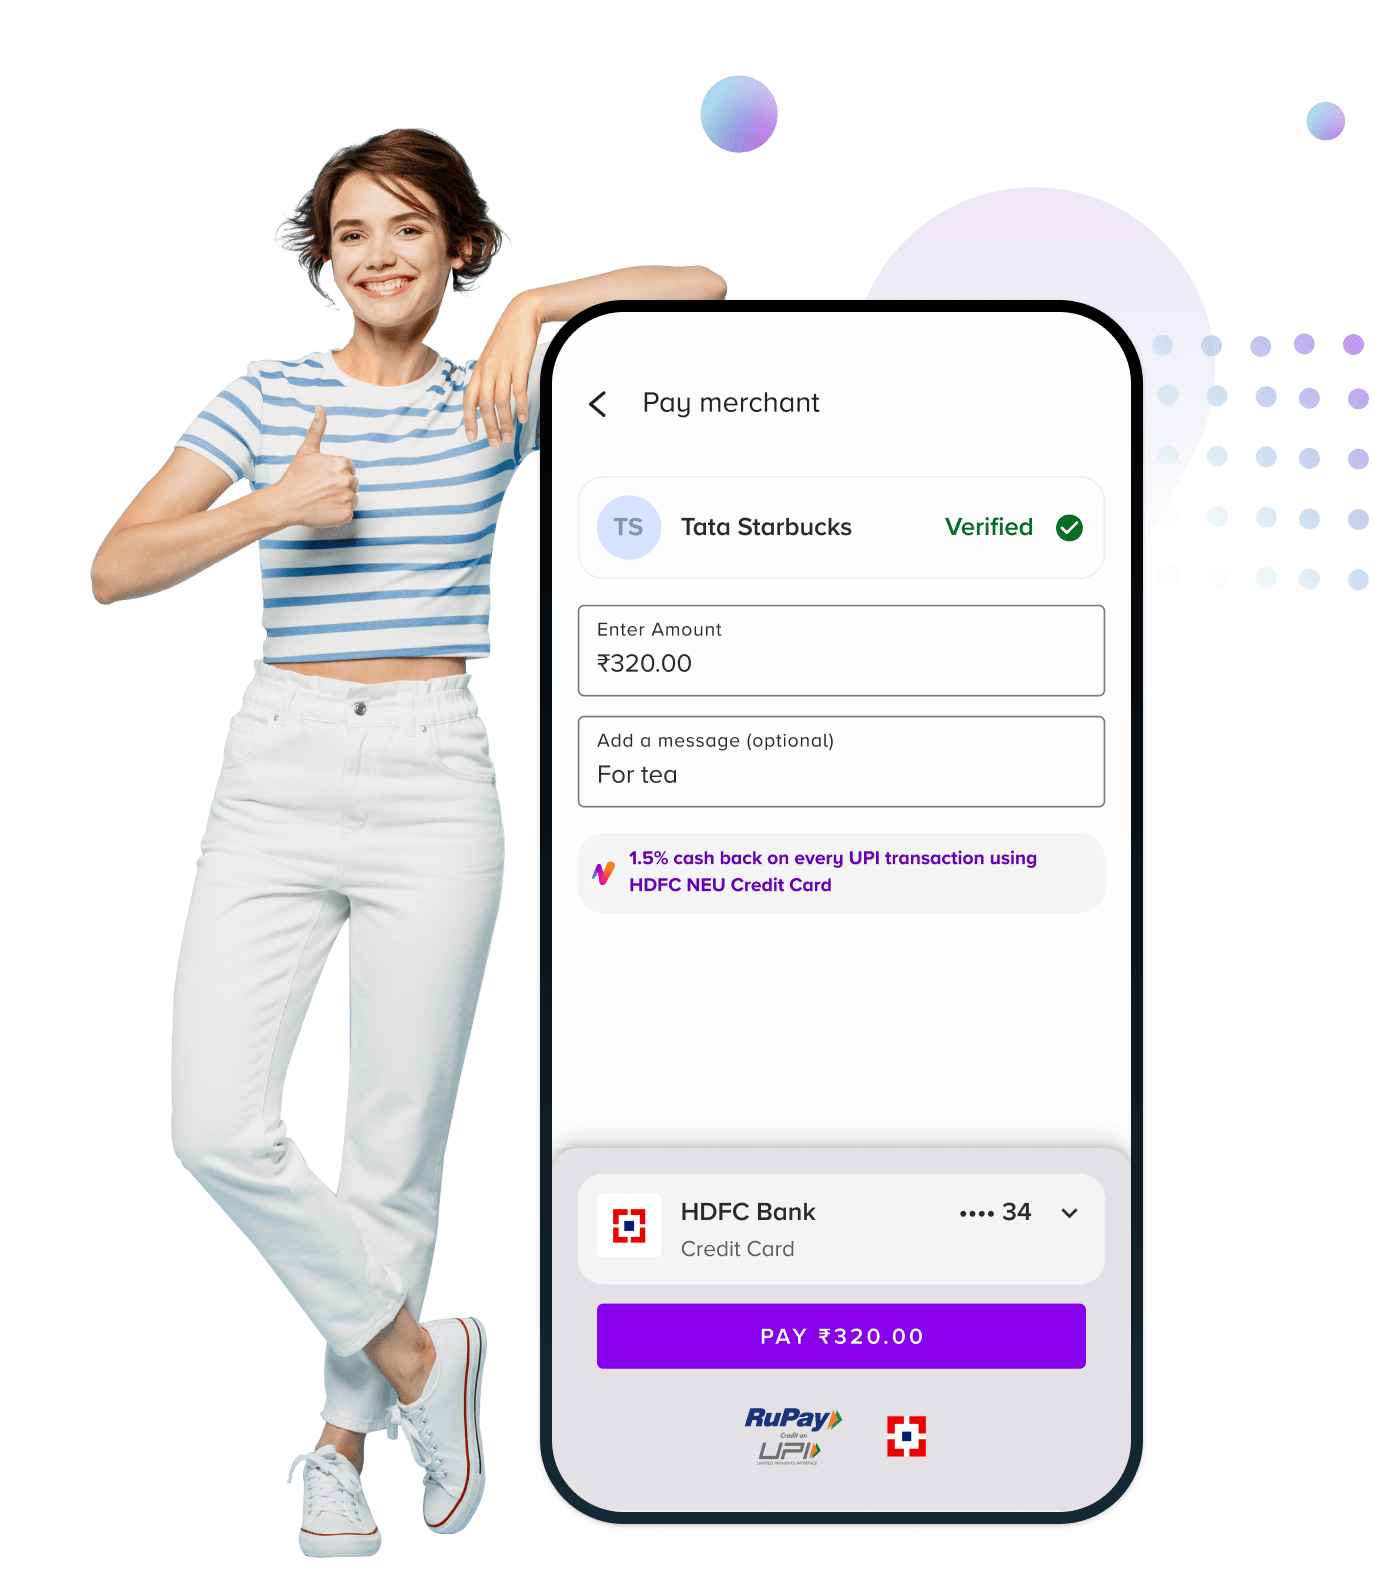 Pay merchant
TS Tata Starbucks Verified
Enter Amount
₹320.00
Add a message (optional)
For tea
1.5% cash back on every UPI transaction using
HDFC NEU Credit Card
HDFC Bank •••• 34
Credit Card
PAY ₹320.00
RuPay
Credit on
UPI
UNIFIED PAYMENTS INTERFACE